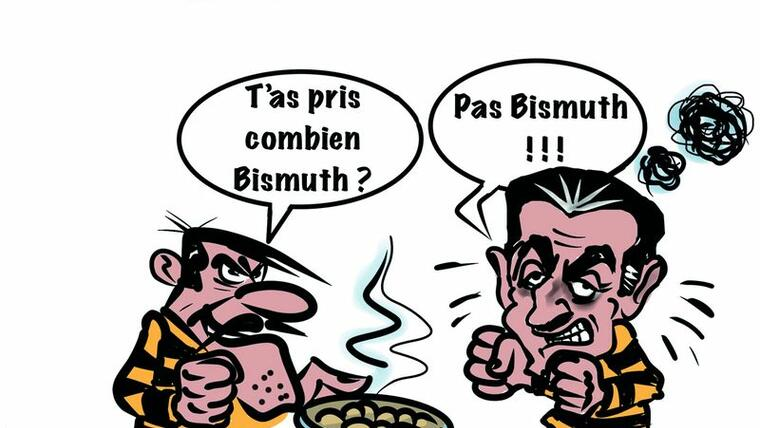 T'as pris
combien
Bismuth ?
Pas Bismuth
!!!